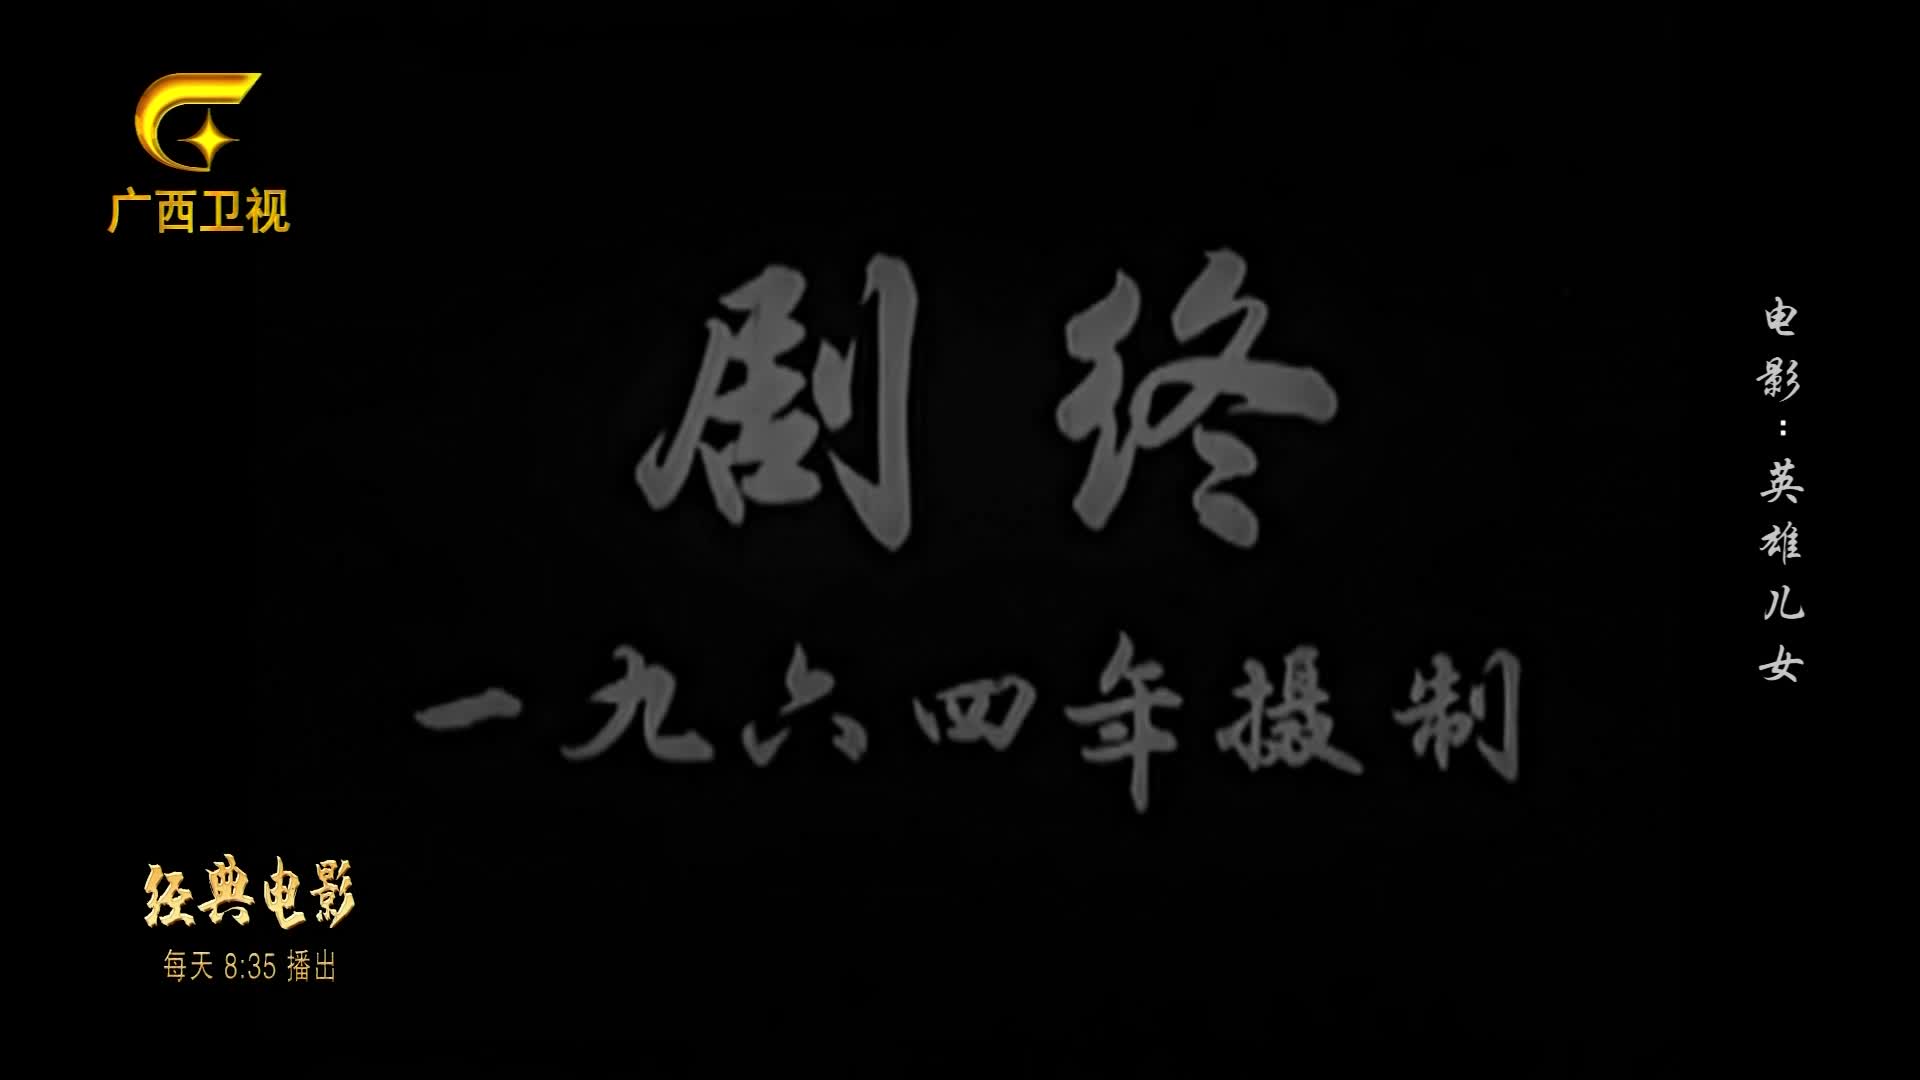 广西卫视
剧终
一九六四年摄制
电影:英雄儿女
经典电影
每天 8:35 播出